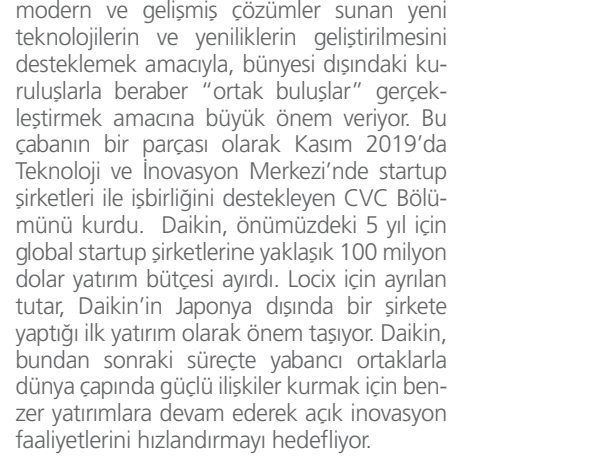 modern ve gelişmiş çözümler sunan yeni
teknolojilerin ve yeniliklerin geliştirilmesini
desteklemek amacıyla, bünyesi dışındaki ku-
ruluşlarla beraber “ortak buluşlar” gerçek-
leştirmek amacına büyük önem veriyor. Bu
çabanın bir parçası olarak Kasım 2019’da
Teknoloji ve İnovasyon Merkezi’nde startup
şirketleri ile işbirliğini destekleyen CVC Bölü-
münü kurdu. Daikin, önümüzdeki 5 yıl için
global startup şirketlerine yaklaşık 100 milyon
dolar yatırım bütçesi ayırdı. Locix için ayrılan
tutar, Daikin’in Japonya dışında bir şirkete
yaptığı ilk yatırım olarak önem taşıyor. Daikin,
bundan sonraki süreçte yabancı ortaklarla
dünya çapında güçlü ilişkiler kurmak için ben-
zer yatırımlara devam ederek açık inovasyon
faaliyetlerini hızlandırmayı hedefliyor.